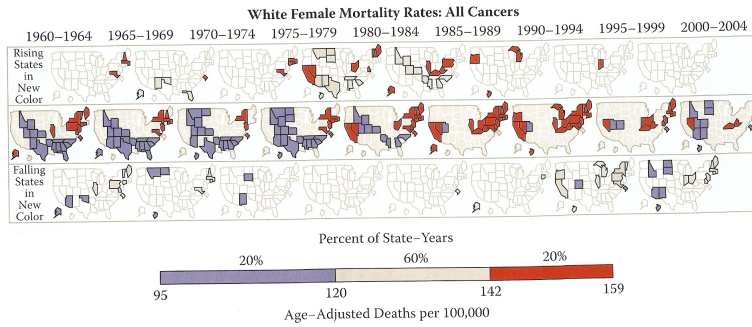 White Female Mortality Rates: All Cancers
1960–1964 1965–1969 1970–1974 1975–1979 1980–1984 1985–1989 1990–1994 1995–1999 2000–2004
Rising
States
in
New
Color
Falling
States
in
New
Color
Percent of State–Years
20% 60% 20%
95 120 142 159
Age–Adjusted Deaths per 100,000